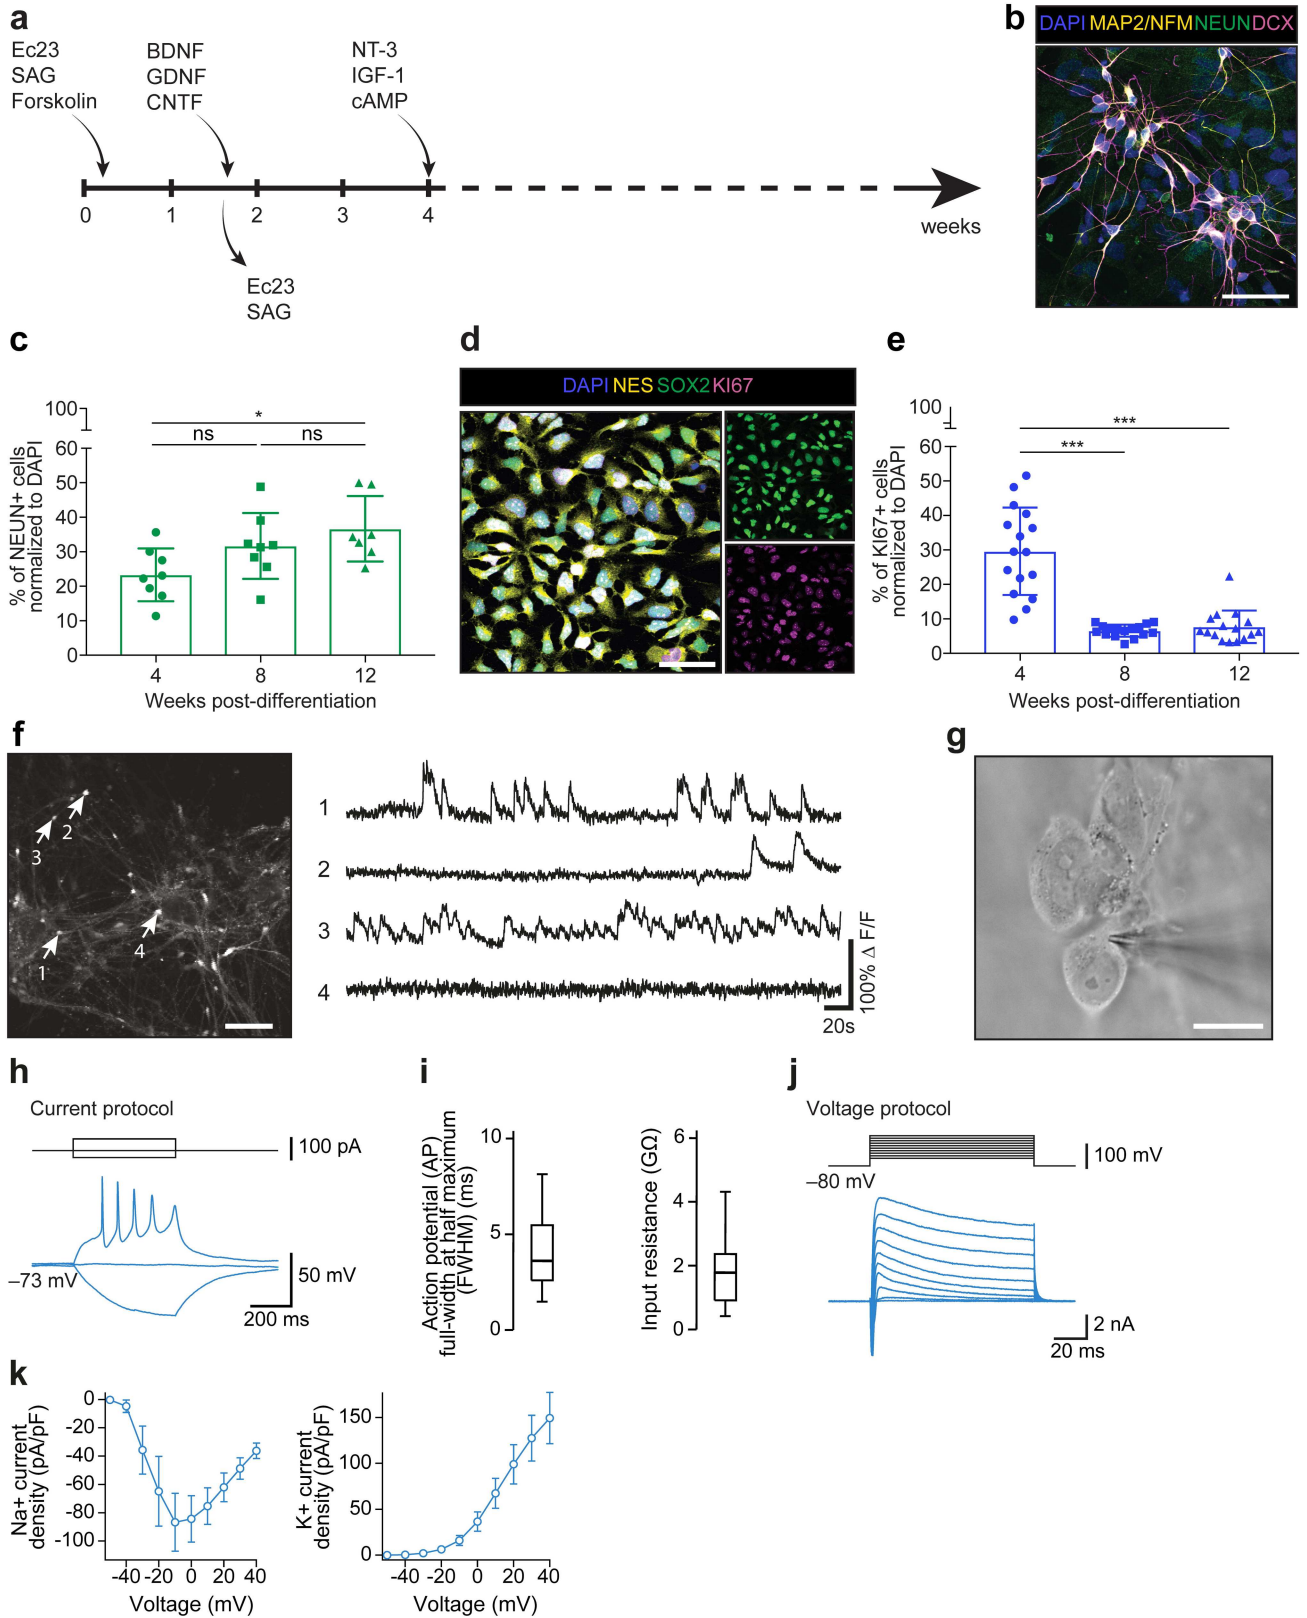 a
Ec23
SAG
Forskolin
BDNF
GDNF
CNTF
NT-3
IGF-1
cAMP
0 1 2 3 4
weeks
Ec23
SAG
b
DAPI MAP2/NFM NEUN DCX
c
% of NEUN+ cells
normalized to DAPI
100
60
50
40
30
20
10
0
*
ns ns
4 8 12
Weeks post-differentiation
d
DAPI NES SOX2 KI67
e
% of KI67+ cells
normalized to DAPI
100
60
50
40
30
20
10
0
***
***
4 8 12
Weeks post-differentiation
f
2
3
4
1
1
2
3
4
100% Δ F/F
20s
g
h
Current protocol
100 pA
–73 mV
50 mV
200 ms
i
Action potential (AP)
full-width at half maximum
(FWHM) (ms)
10
5
0
Input resistance (GΩ)
6
4
2
0
j
Voltage protocol
100 mV
–80 mV
2 nA
20 ms
k
Na+ current
density (pA/pF)
0
-20
-40
-60
-80
-100
-40 -20 0 20 40
Voltage (mV)
K+ current
density (pA/pF)
150
100
50
0
-40 -20 0 20 40
Voltage (mV)